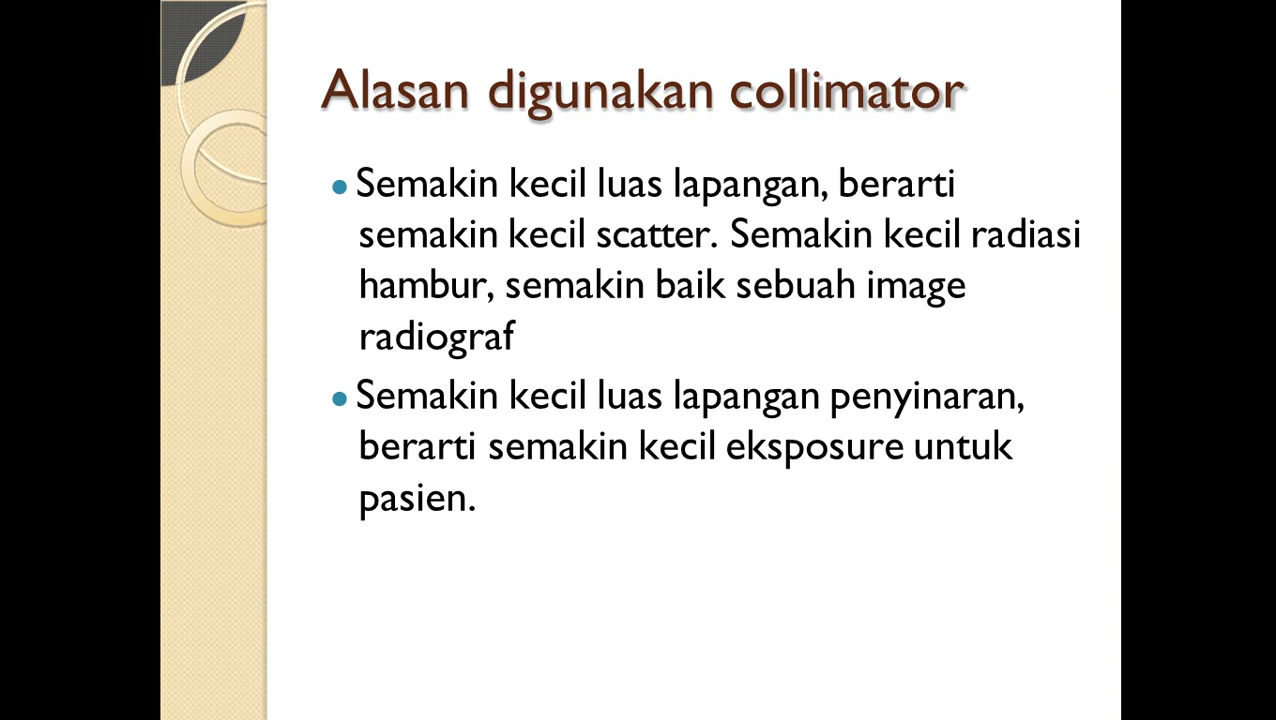 Alasan digunakan collimator
• Semakin kecil luas lapangan, berarti
semakin kecil scatter. Semakin kecil radiasi
hambur, semakin baik sebuah image
radiograf
• Semakin kecil luas lapangan penyinaran,
berarti semakin kecil eksposure untuk
pasien.